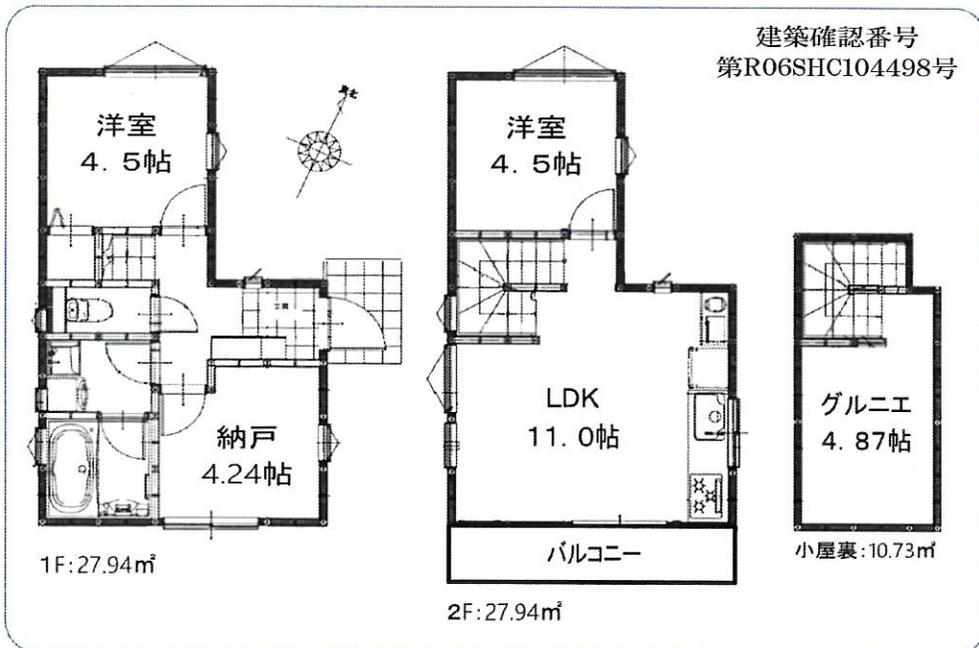 建築確認番号
第R06SHC104498号
洋室
4.5帖
納戸
4.24帖
1F:27.94㎡
洋室
4.5帖
LDK
11.0帖
バルコニー
2F:27.94㎡
グルニエ
4.87帖
小屋裏:10.73㎡